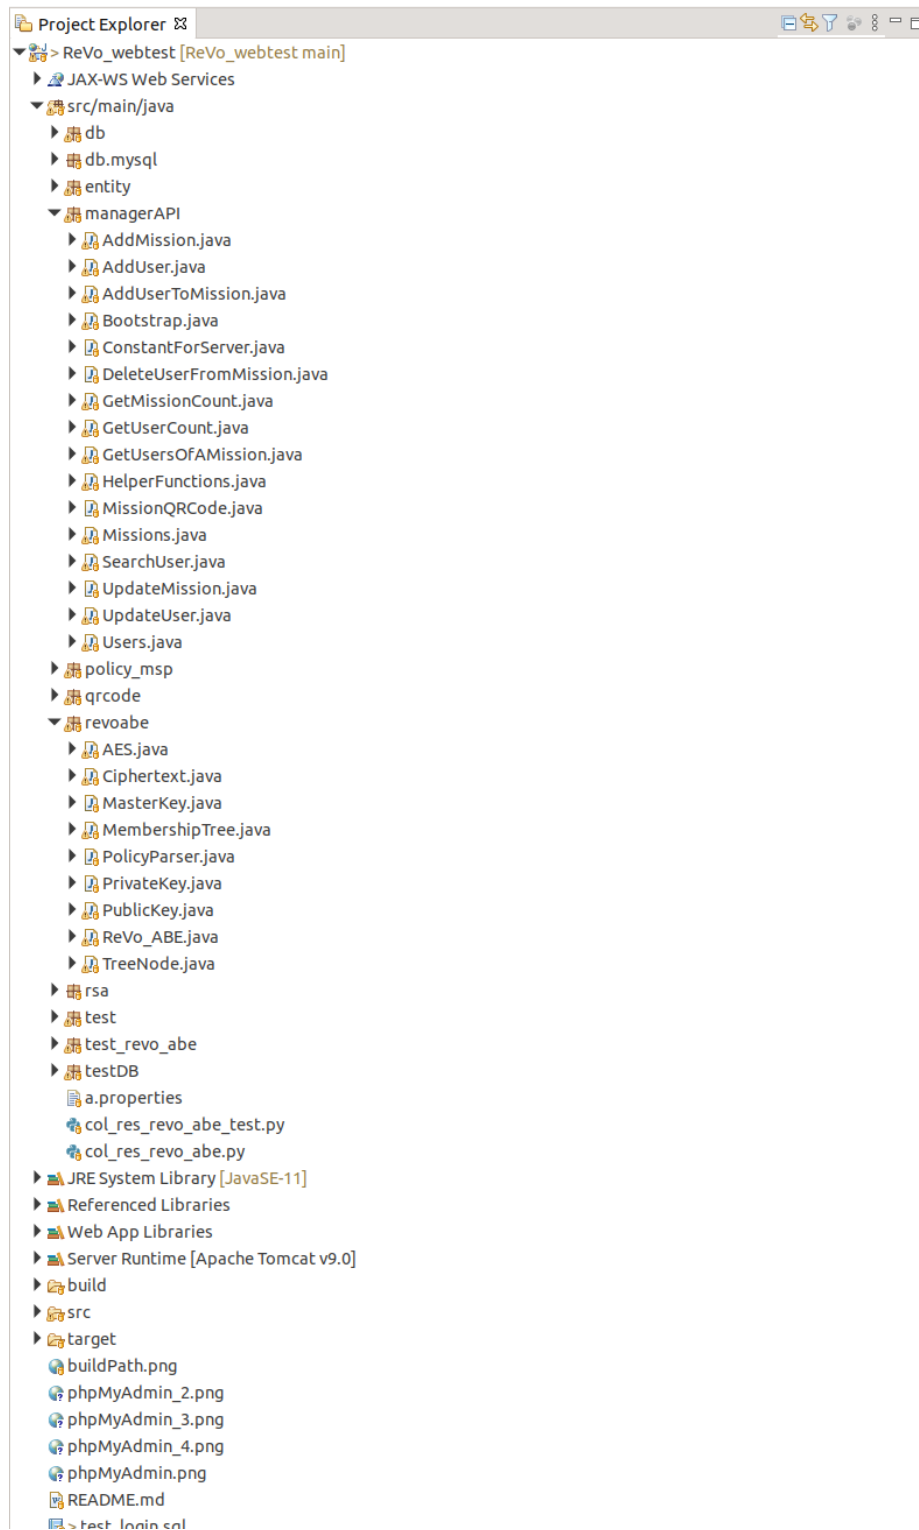 Project Explorer
> ReVo_webtest [ReVo_webtest main]
JAX-WS Web Services
src/main/java
db
db.mysql
entity
managerAPI
AddMission.java
AddUser.java
AddUserToMission.java
Bootstrap.java
ConstantForServer.java
DeleteUserFromMission.java
GetMissionCount.java
GetUserCount.java
GetUsersOfAMission.java
HelperFunctions.java
MissionQRCode.java
Missions.java
SearchUser.java
UpdateMission.java
UpdateUser.java
Users.java
policy_msp
qrcode
revoabe
AES.java
Ciphertext.java
MasterKey.java
MembershipTree.java
PolicyParser.java
PrivateKey.java
PublicKey.java
ReVo_ABE.java
TreeNode.java
rsa
test
test_revo_abe
testDB
a.properties
col_res_revo_abe_test.py
col_res_revo_abe.py
JRE System Library [JavaSE-11]
Referenced Libraries
Web App Libraries
Server Runtime [Apache Tomcat v9.0]
build
src
target
buildPath.png
phpMyAdmin_2.png
phpMyAdmin_3.png
phpMyAdmin_4.png
phpMyAdmin.png
README.md
> test_login.sql